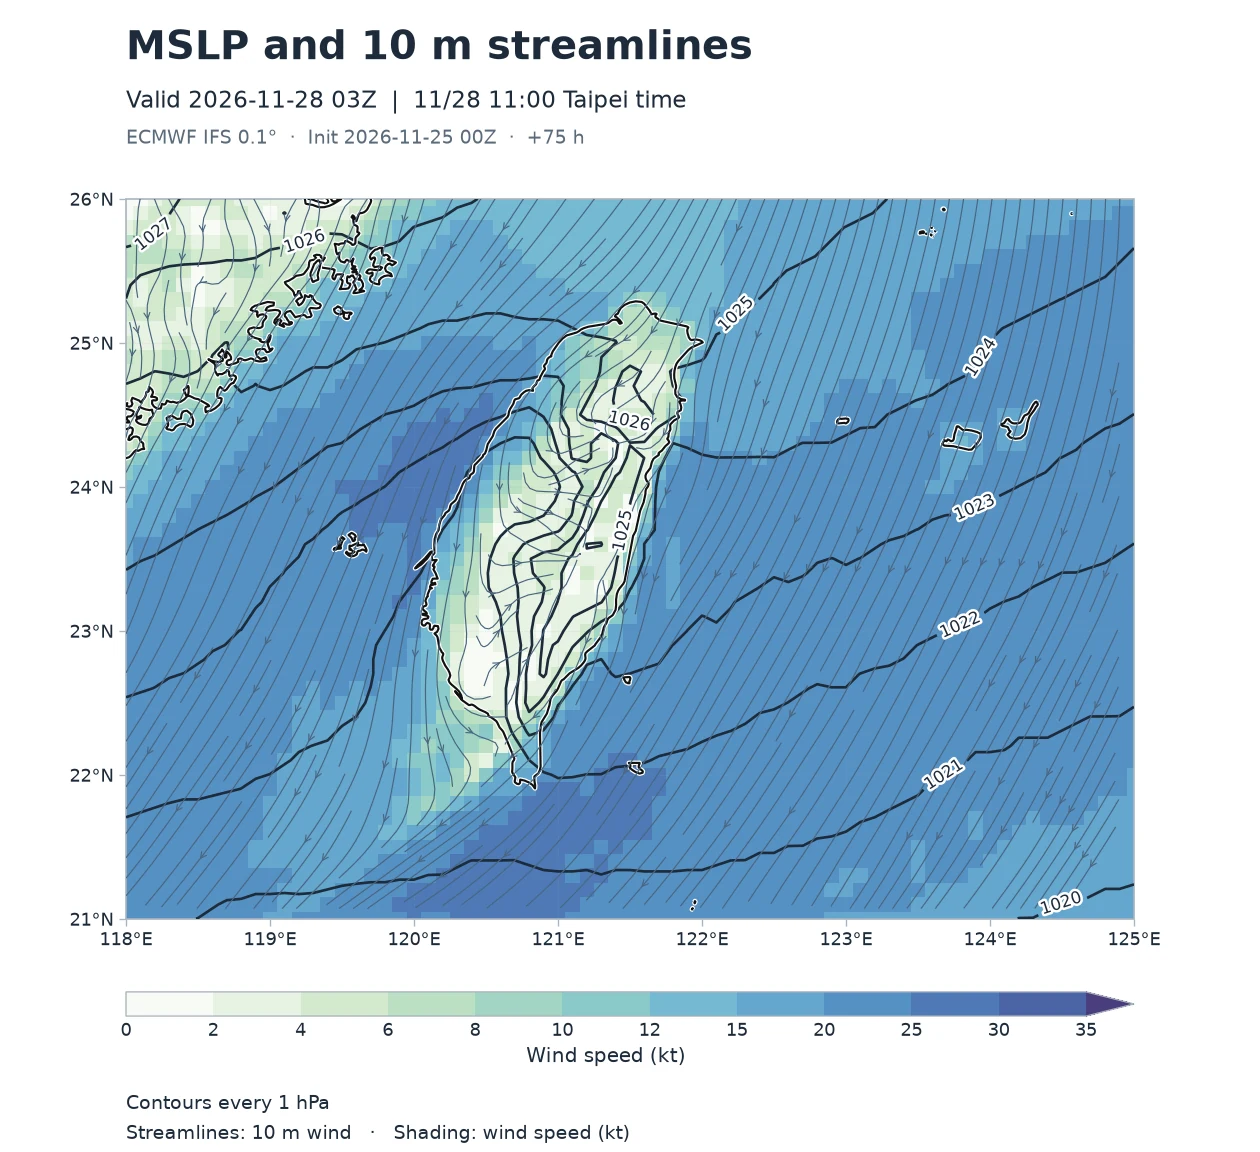 MSLP and 10 m streamlines
Valid 2026-11-28 03Z | 11/28 11:00 Taipei time
ECMWF IFS 0.1° · Init 2026-11-25 00Z · +75 h
26°N
25°N
24°N
23°N
22°N
21°N
1027
1026
1025
1024
1026
1025
1023
1022
1021
1020
118°E 119°E 120°E 121°E 122°E 123°E 124°E 125°E
0 2 4 6 8 10 12 15 20 25 30 35
Wind speed (kt)
Contours every 1 hPa
Streamlines: 10 m wind · Shading: wind speed (kt)